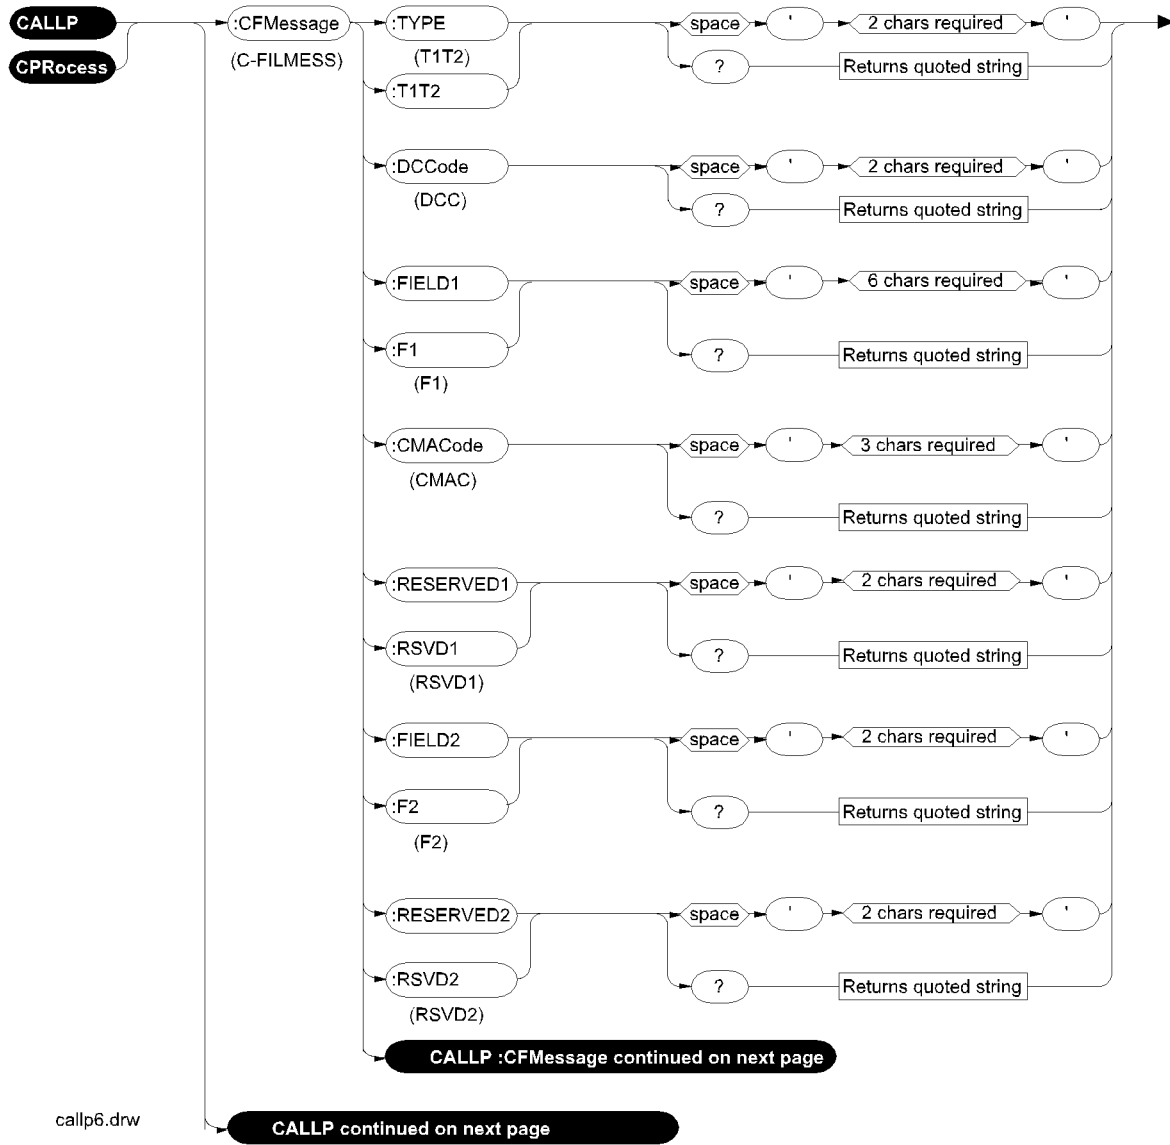 CALLP
CPRocess
:CFMessage
(C-FILMESS)
:TYPE
(T1T2)
:T1T2
space ' 2 chars required '
? Returns quoted string
:DCCode
(DCC)
space ' 2 chars required '
? Returns quoted string
:FIELD1
:F1
(F1)
space ' 6 chars required '
? Returns quoted string
:CMACode
(CMAC)
space ' 3 chars required '
? Returns quoted string
:RESERVED1
:RSVD1
(RSVD1)
space ' 2 chars required '
? Returns quoted string
:FIELD2
:F2
(F2)
space ' 2 chars required '
? Returns quoted string
:RESERVED2
:RSVD2
(RSVD2)
space ' 2 chars required '
? Returns quoted string
CALLP :CFMessage continued on next page
callp6.drw
CALLP continued on next page